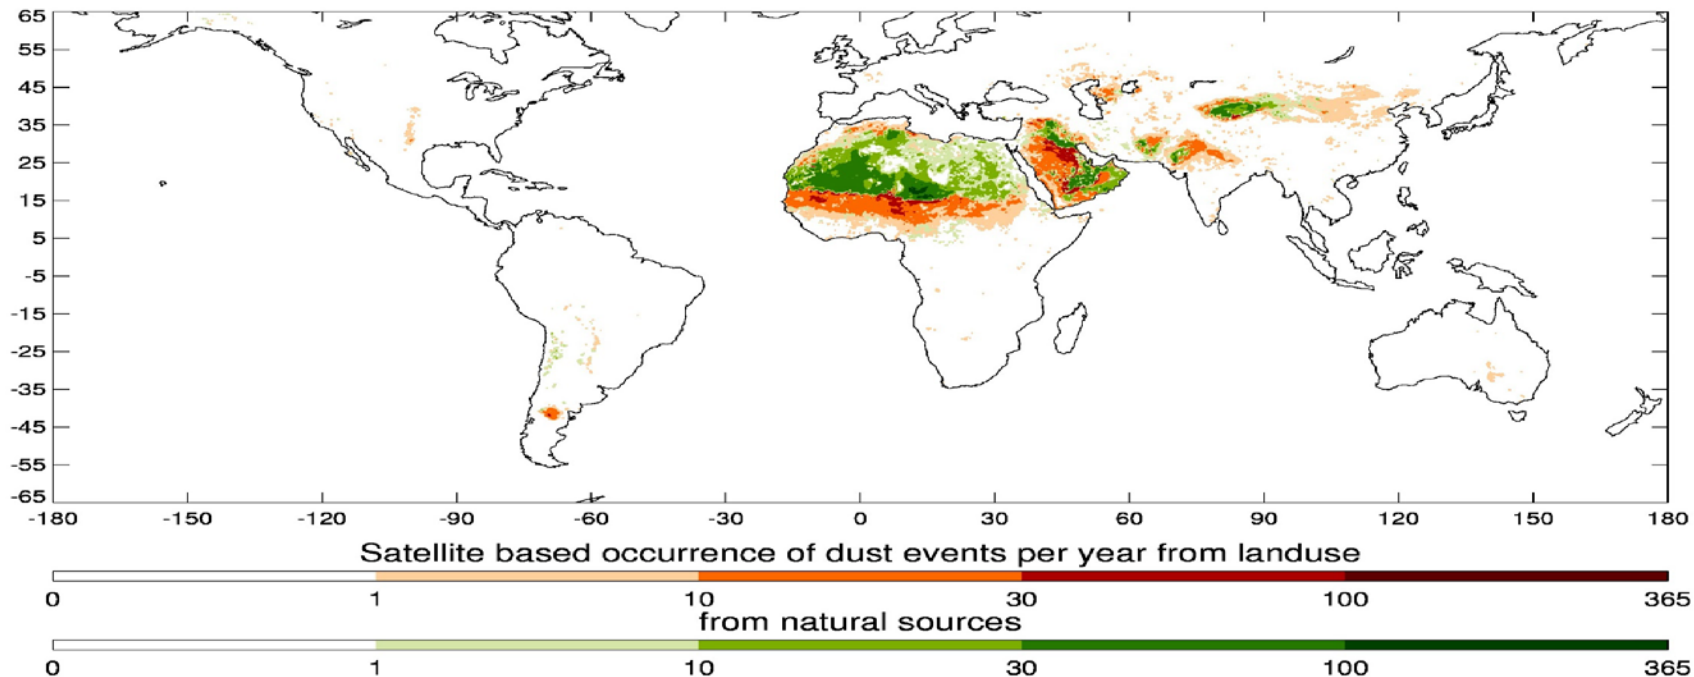 65
55
45
35
25
15
5
-5
-15
-25
-35
-45
-55
-65
-180 -150 -120 -90 -60 -30 0 30 60 90 120 150 180
Satellite based occurrence of dust events per year from landuse
0 1 10 30 100 365
from natural sources
0 1 10 30 100 365